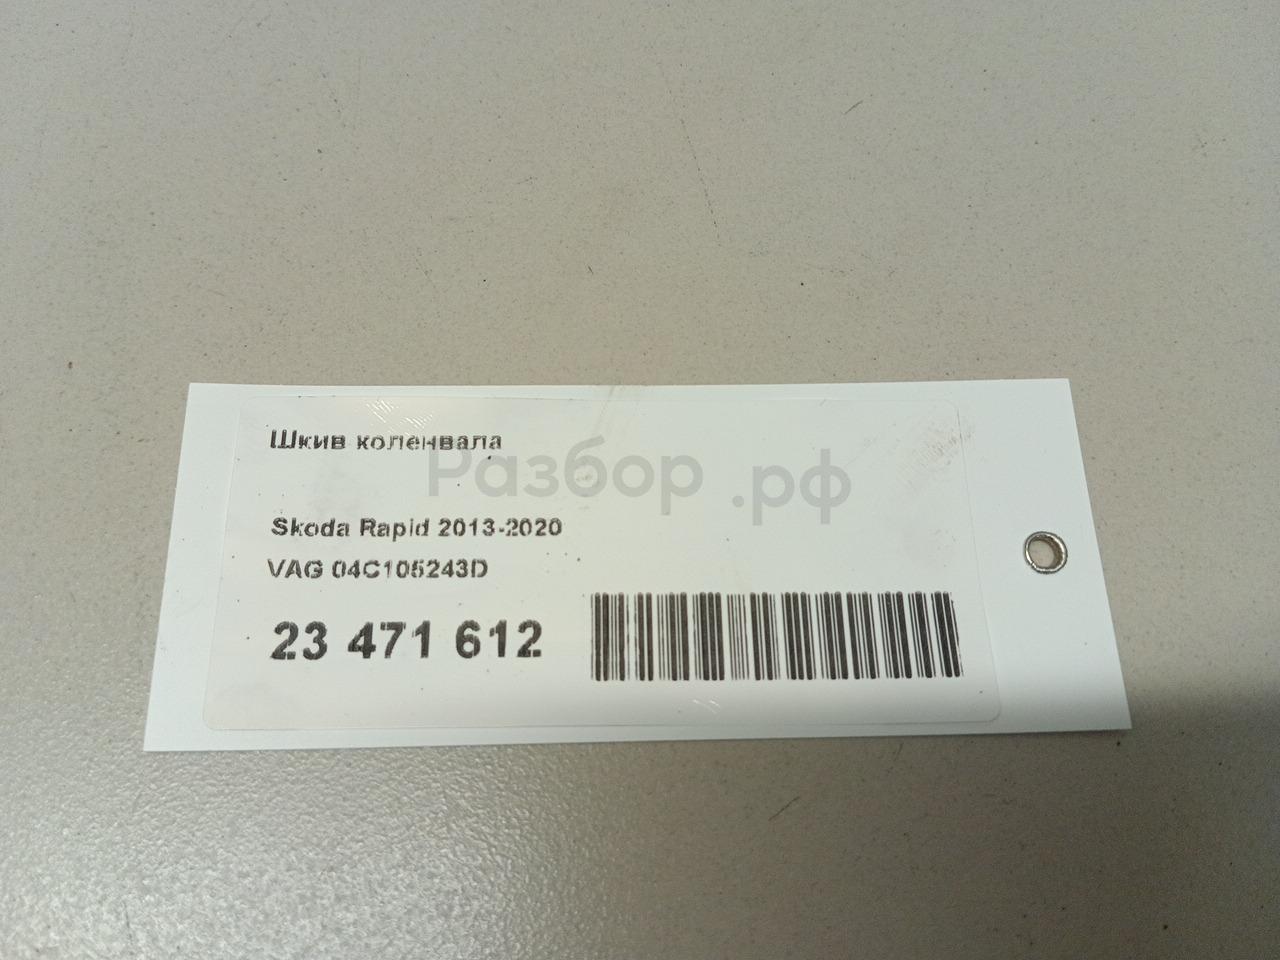 Шкив коленвала
Разбор.рф
Skoda Rapid 2013-2020
VAG 04C105243D
23 471 612